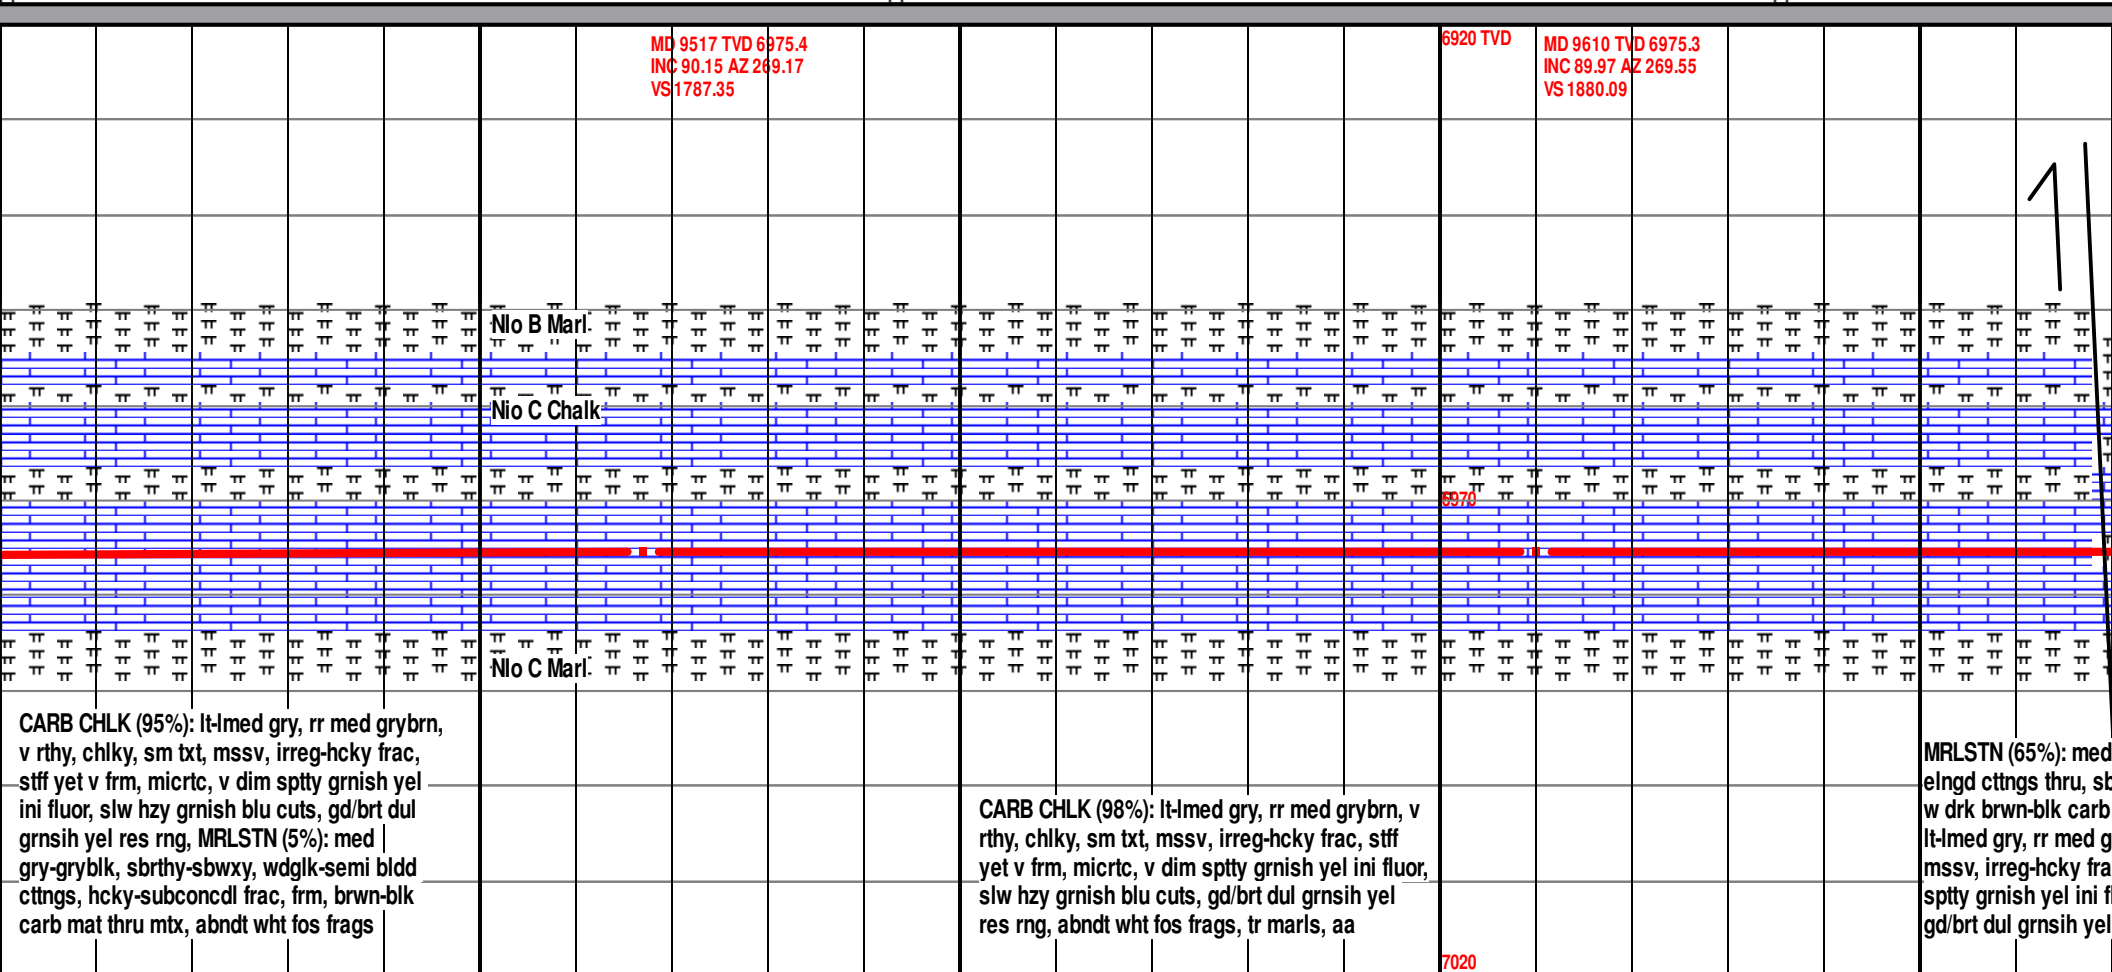 MD 9517 TVD 6975.4
INC 90.15 AZ 269.17
VS 1787.35
6920 TVD
MD 9610 TVD 6975.3
INC 89.97 AZ 269.55
VS 1880.09
NIo B Marl
Nio C Chalk
6970
NIo C Marl
CARB CHLK (95%): lt-lmed gry, rr med grybrn,
v rthy, chlky, sm txt, mssv, irreg-hcky frac,
stff yet v frm, micrtc, v dim sptty grnish yel
ini fluor, slw hzy grnish blu cuts, gd/brt dul
grnsih yel res rng, MRLSTN (5%): med
gry-gryblk, sbrthy-sbwxy, wdglk-semi bldd
cttngs, hcky-subconcdl frac, frm, brwn-blk
carb mat thru mtx, abndt wht fos frags
CARB CHLK (98%): lt-lmed gry, rr med grybrn, v
rthy, chlky, sm txt, mssv, irreg-hcky frac, stff
yet v frm, micrtc, v dim sptty grnish yel ini fluor,
slw hzy grnish blu cuts, gd/brt dul grnsih yel
res rng, abndt wht fos frags, tr marls, aa
MRLSTN (65%): med
elngd cttngs thru, sb
w drk brwn-blk carb
lt-lmed gry, rr med g
mssv, irreg-hcky fra
sptty grnish yel ini f
gd/brt dul grnsih yel
7020